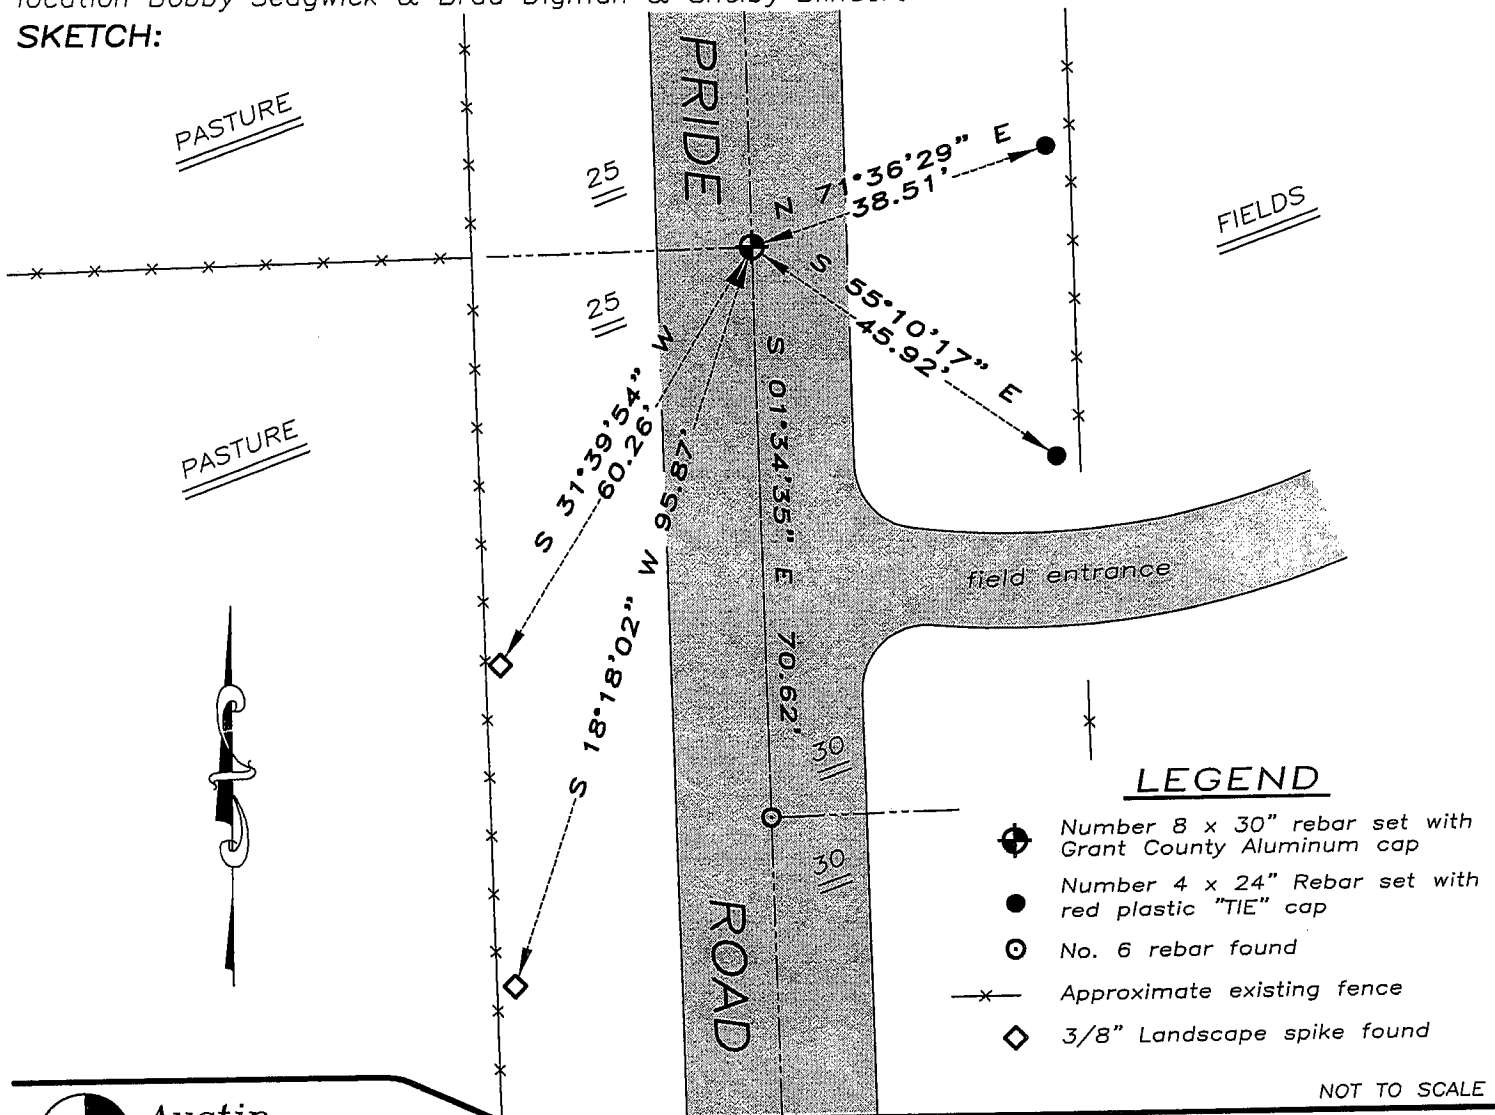 SKETCH:
PRIDE
PASTURE
25
N 71°36'29" E
38.51'
FIELDS
25
S 55°10'17" E
45.92'
S 31°39'54" W
60.26'
S 01°34'35" E 70.62'
PASTURE
S 18°18'02" W 95.87'
field entrance
30
30
ROAD
LEGEND
Number 8 x 30" rebar set with
Grant County Aluminum cap
Number 4 x 24" Rebar set with
red plastic "TIE" cap
No. 6 rebar found
Approximate existing fence
3/8" Landscape spike found
NOT TO SCALE